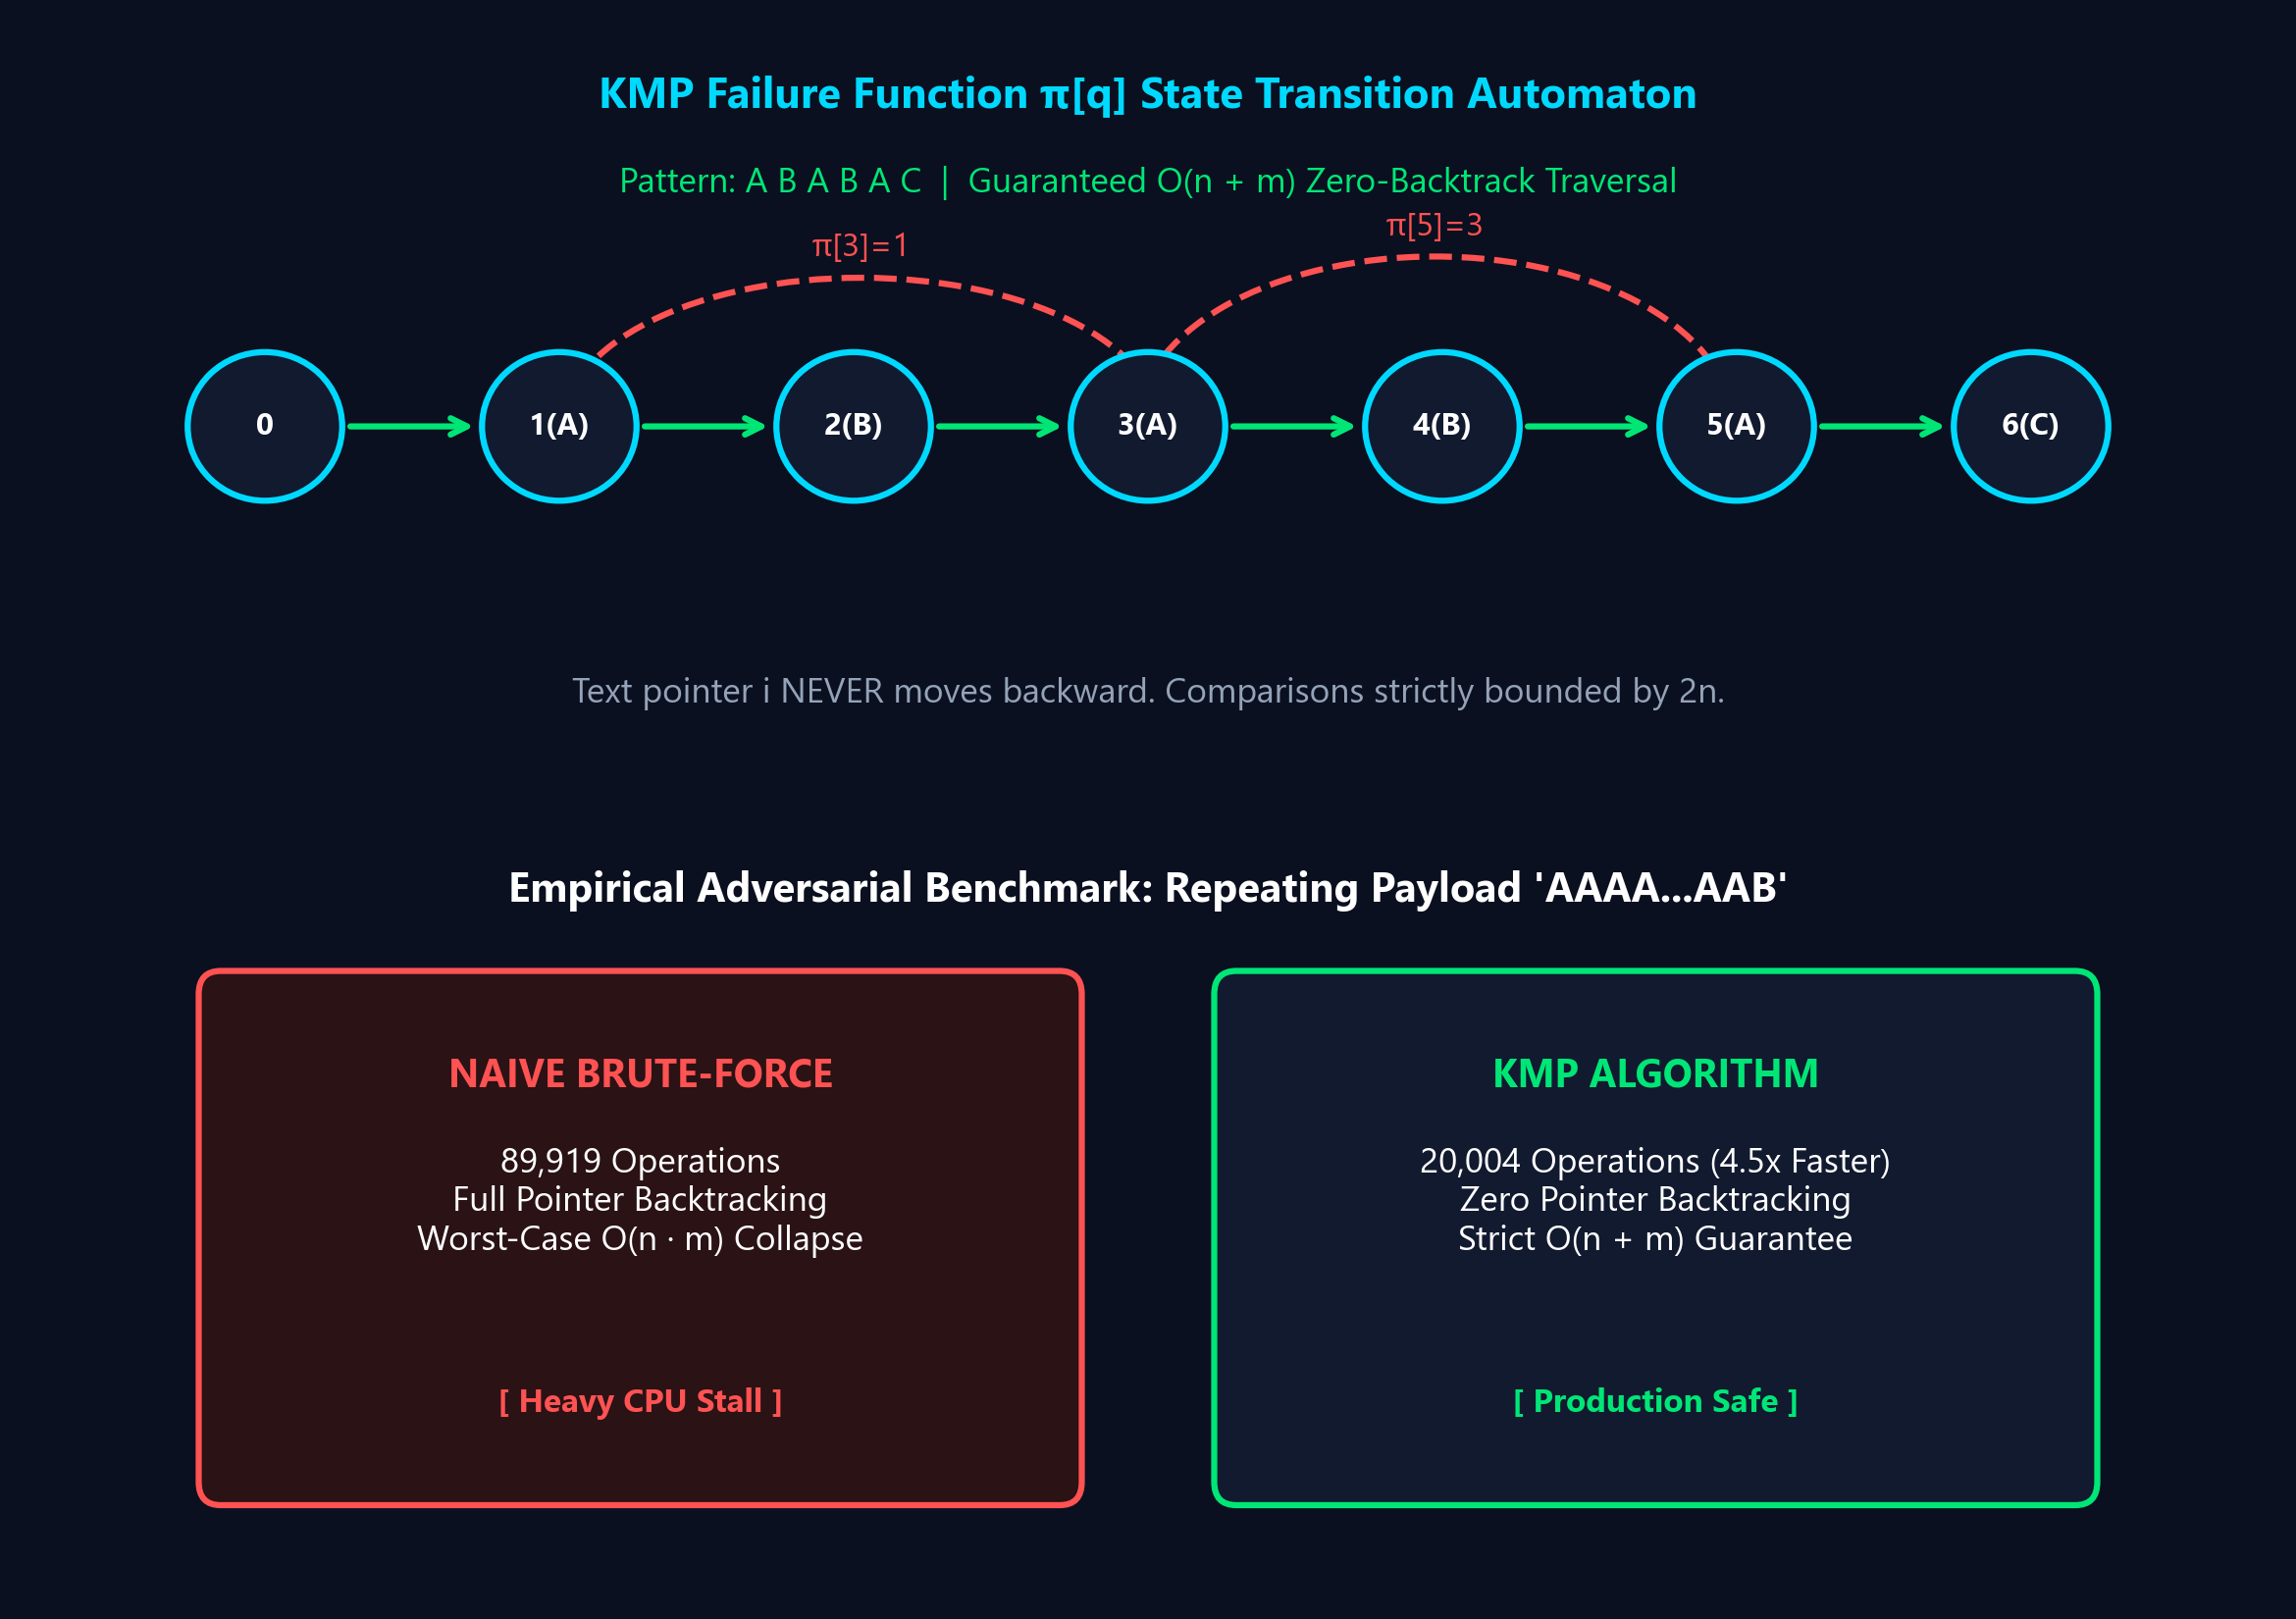 KMP Failure Function π[q] State Transition Automaton
Pattern: A B A B A C | Guaranteed O(n + m) Zero-Backtrack Traversal
π[3]=1
π[5]=3
0
1(A)
2(B)
3(A)
4(B)
5(A)
6(C)
Text pointer i NEVER moves backward. Comparisons strictly bounded by 2n.
Empirical Adversarial Benchmark: Repeating Payload 'AAAA...AAB'
NAIVE BRUTE-FORCE
89,919 Operations
Full Pointer Backtracking
Worst-Case O(n · m) Collapse
[ Heavy CPU Stall ]
KMP ALGORITHM
20,004 Operations (4.5x Faster)
Zero Pointer Backtracking
Strict O(n + m) Guarantee
[ Production Safe ]